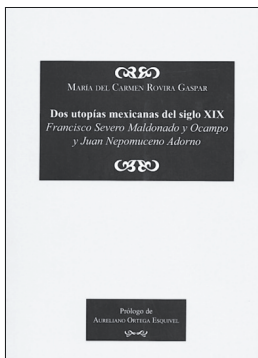 MARÍA DEL CARMEN ROVIRA GASPAR
Dos utopías mexicanas del siglo XIX
Francisco Severo Maldonado y Ocampo
y Juan Nepomuceno Adorno
Prólogo de
AURELIANO ORTEGA ESQUIVEL